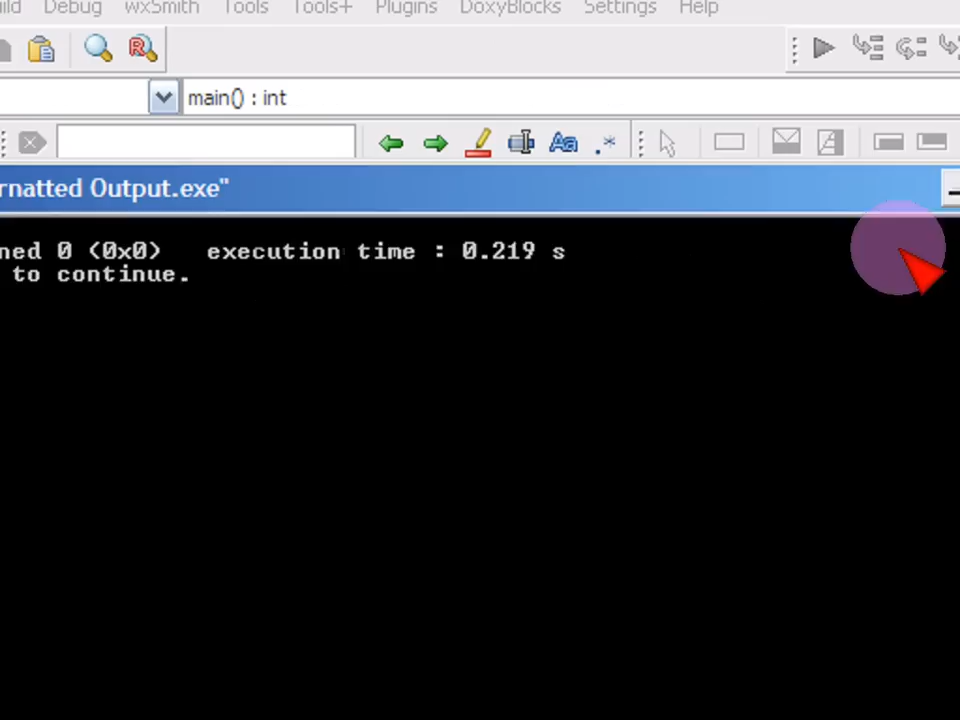 ild Debug wxSmith Tools Tools+ Plugins DoxyBlocks Settings Help
main() : int
Aa .*
rnatted Output.exe"
ned 0 (0x0) execution time : 0.219 s
to continue.